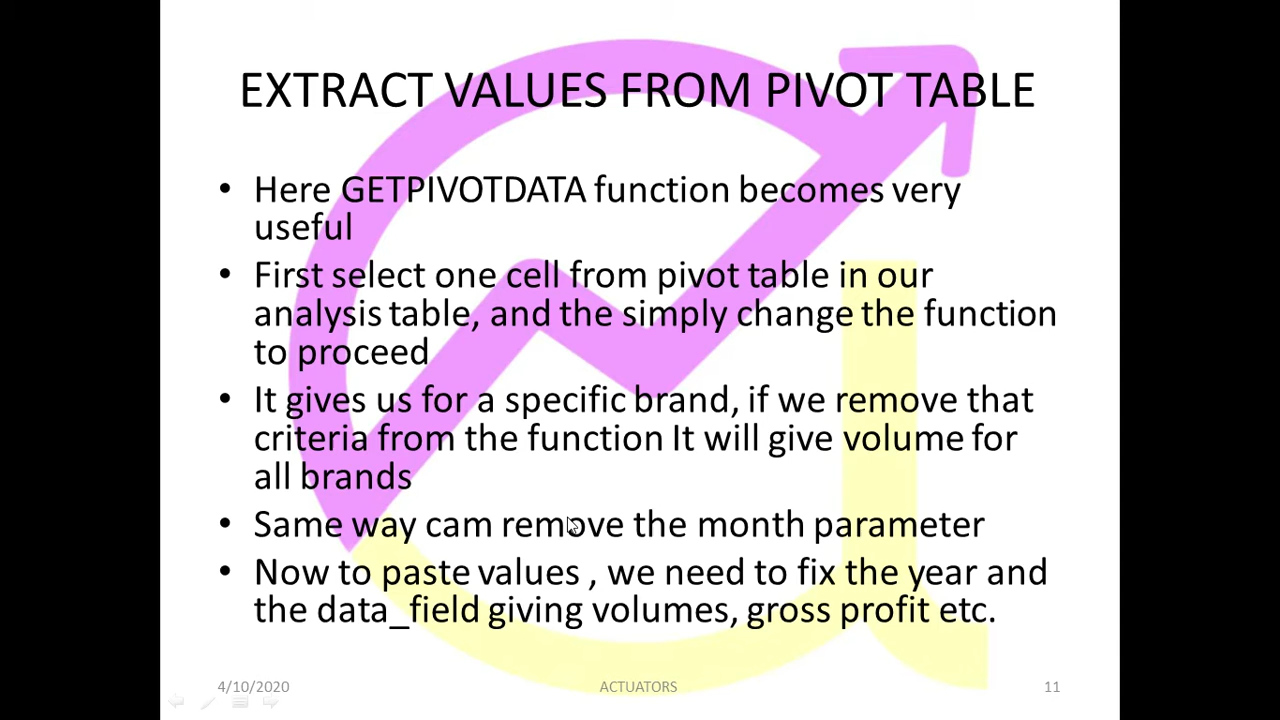 EXTRACT VALUES FROM PIVOT TABLE
• Here GETPIVOTDATA function becomes very
useful
• First select one cell from pivot table in our
analysis table, and the simply change the function
to proceed
• It gives us for a specific brand, if we remove that
criteria from the function It will give volume for
all brands
• Same way cam remove the month parameter
• Now to paste values , we need to fix the year and
the data_field giving volumes, gross profit etc.
4/10/2020
ACTUATORS
11